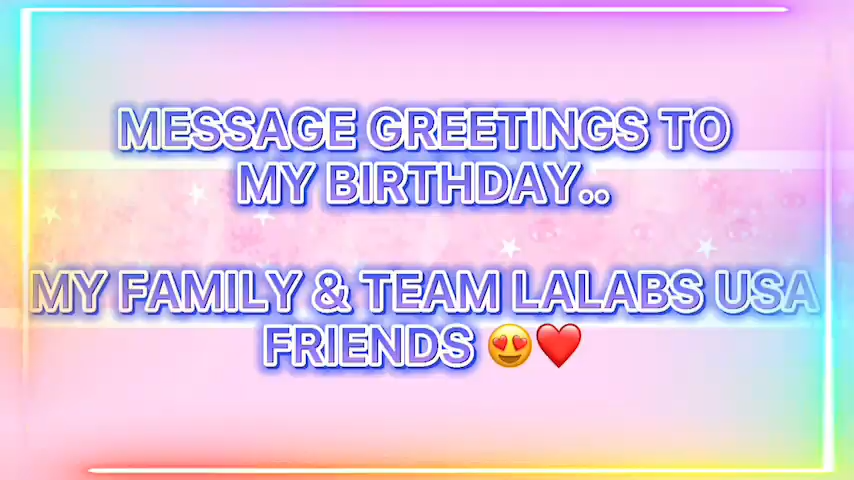 MESSAGE GREETINGS TO
MY BIRTHDAY..
MY FAMILY & TEAM LALABS USA
FRIENDS 😍❤️